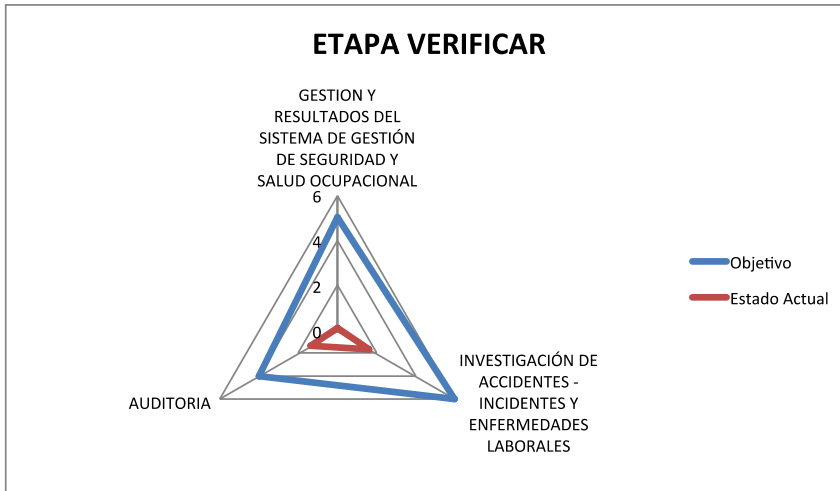 ETAPA VERIFICAR
GESTION Y
RESULTADOS DEL
SISTEMA DE GESTIÓN
DE SEGURIDAD Y
SALUD OCUPACIONAL
6
4
2
0
Objetivo
Estado Actual
INVESTIGACIÓN DE
ACCIDENTES -
INCIDENTES Y
ENFERMEDADES
LABORALES
AUDITORIA